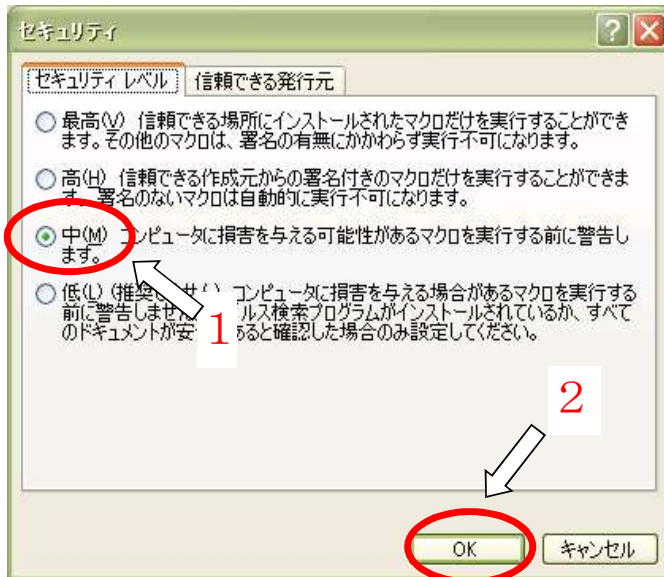 セキュリティ
セキュリティ レベル
信頼できる発行元
最高(V) 信頼できる場所にインストールされたマクロだけを実行することができ
ます。その他のマクロは、署名の有無にかかわらず実行不可になります。
高(H) 信頼できる作成元からの署名付きのマクロだけを実行することができま
す。署名のないマクロは自動的に実行不可になります。
中(M) コンピュータに損害を与える可能性があるマクロを実行する前に警告し
ます。
低(L) (推奨 コンピュータに損害を与える場合があるマクロを実行する
前に警告しません ルス検索プログラムがインストールされているか、すべて
のドキュメントが安 あると確認した場合のみ設定してください。
1
2
OK
キャンセル